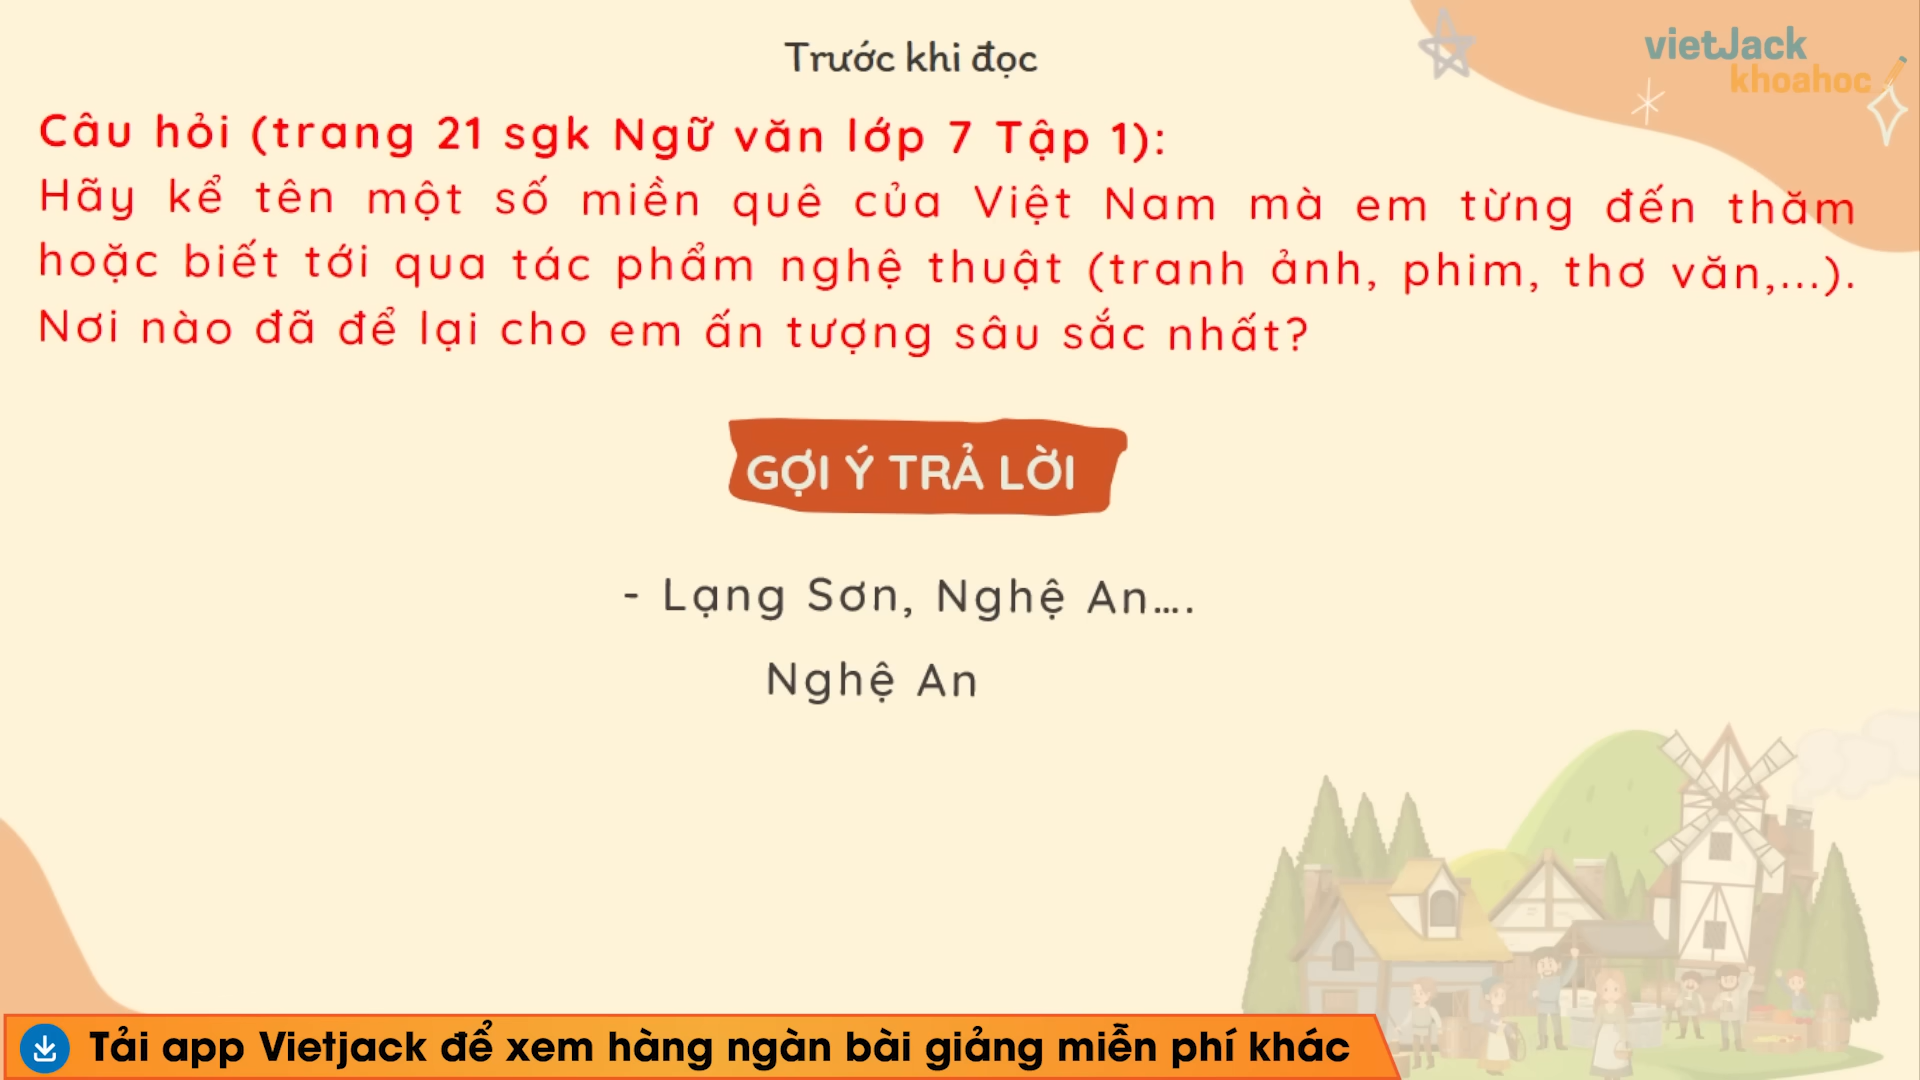 Trước khi đọc
vietJack
khoahoc
Câu hỏi (trang 21 sgk Ngữ văn lớp 7 Tập 1):
Hãy kể tên một số miền quê của Việt Nam mà em từng đến thăm
hoặc biết tới qua tác phẩm nghệ thuật (tranh ảnh, phim, thơ văn,...).
Nơi nào đã để lại cho em ấn tượng sâu sắc nhất?
GỢI Ý TRẢ LỜI
- Lạng Sơn, Nghệ An....
Nghệ An
Tải app Vietjack để xem hàng ngàn bài giảng miễn phí khác